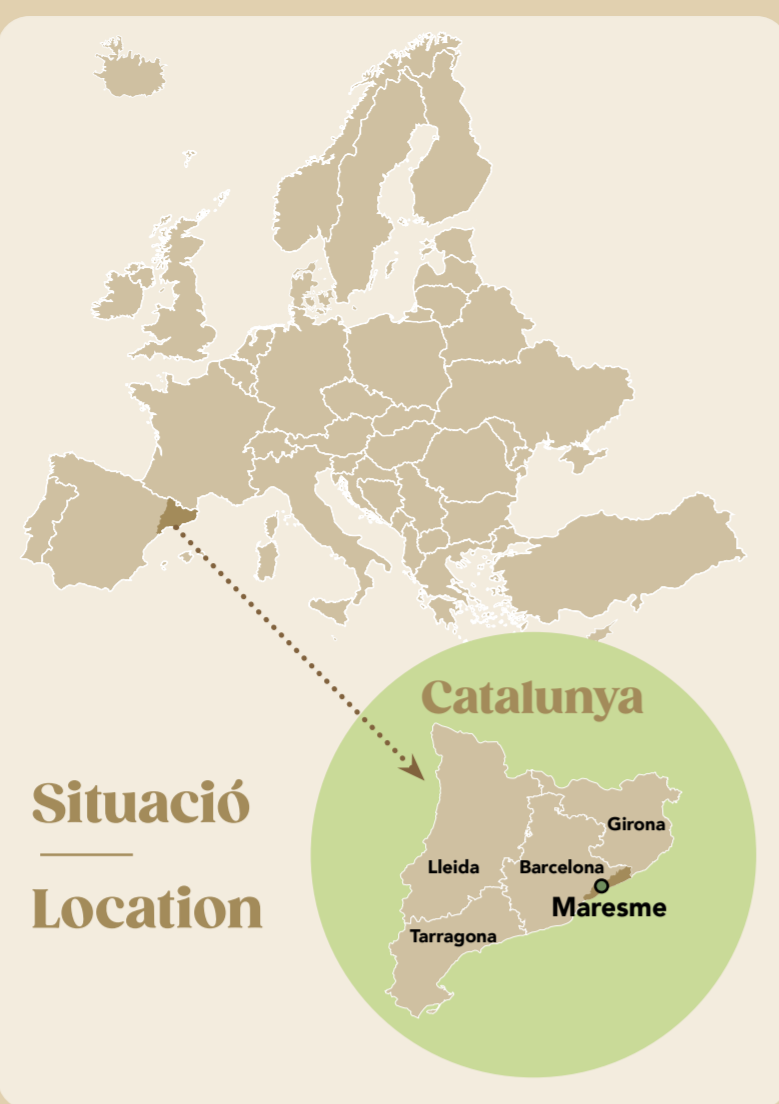 Catalunya
Situació
Girona
Lleida
Barcelona
Location
Maresme
Tarragona